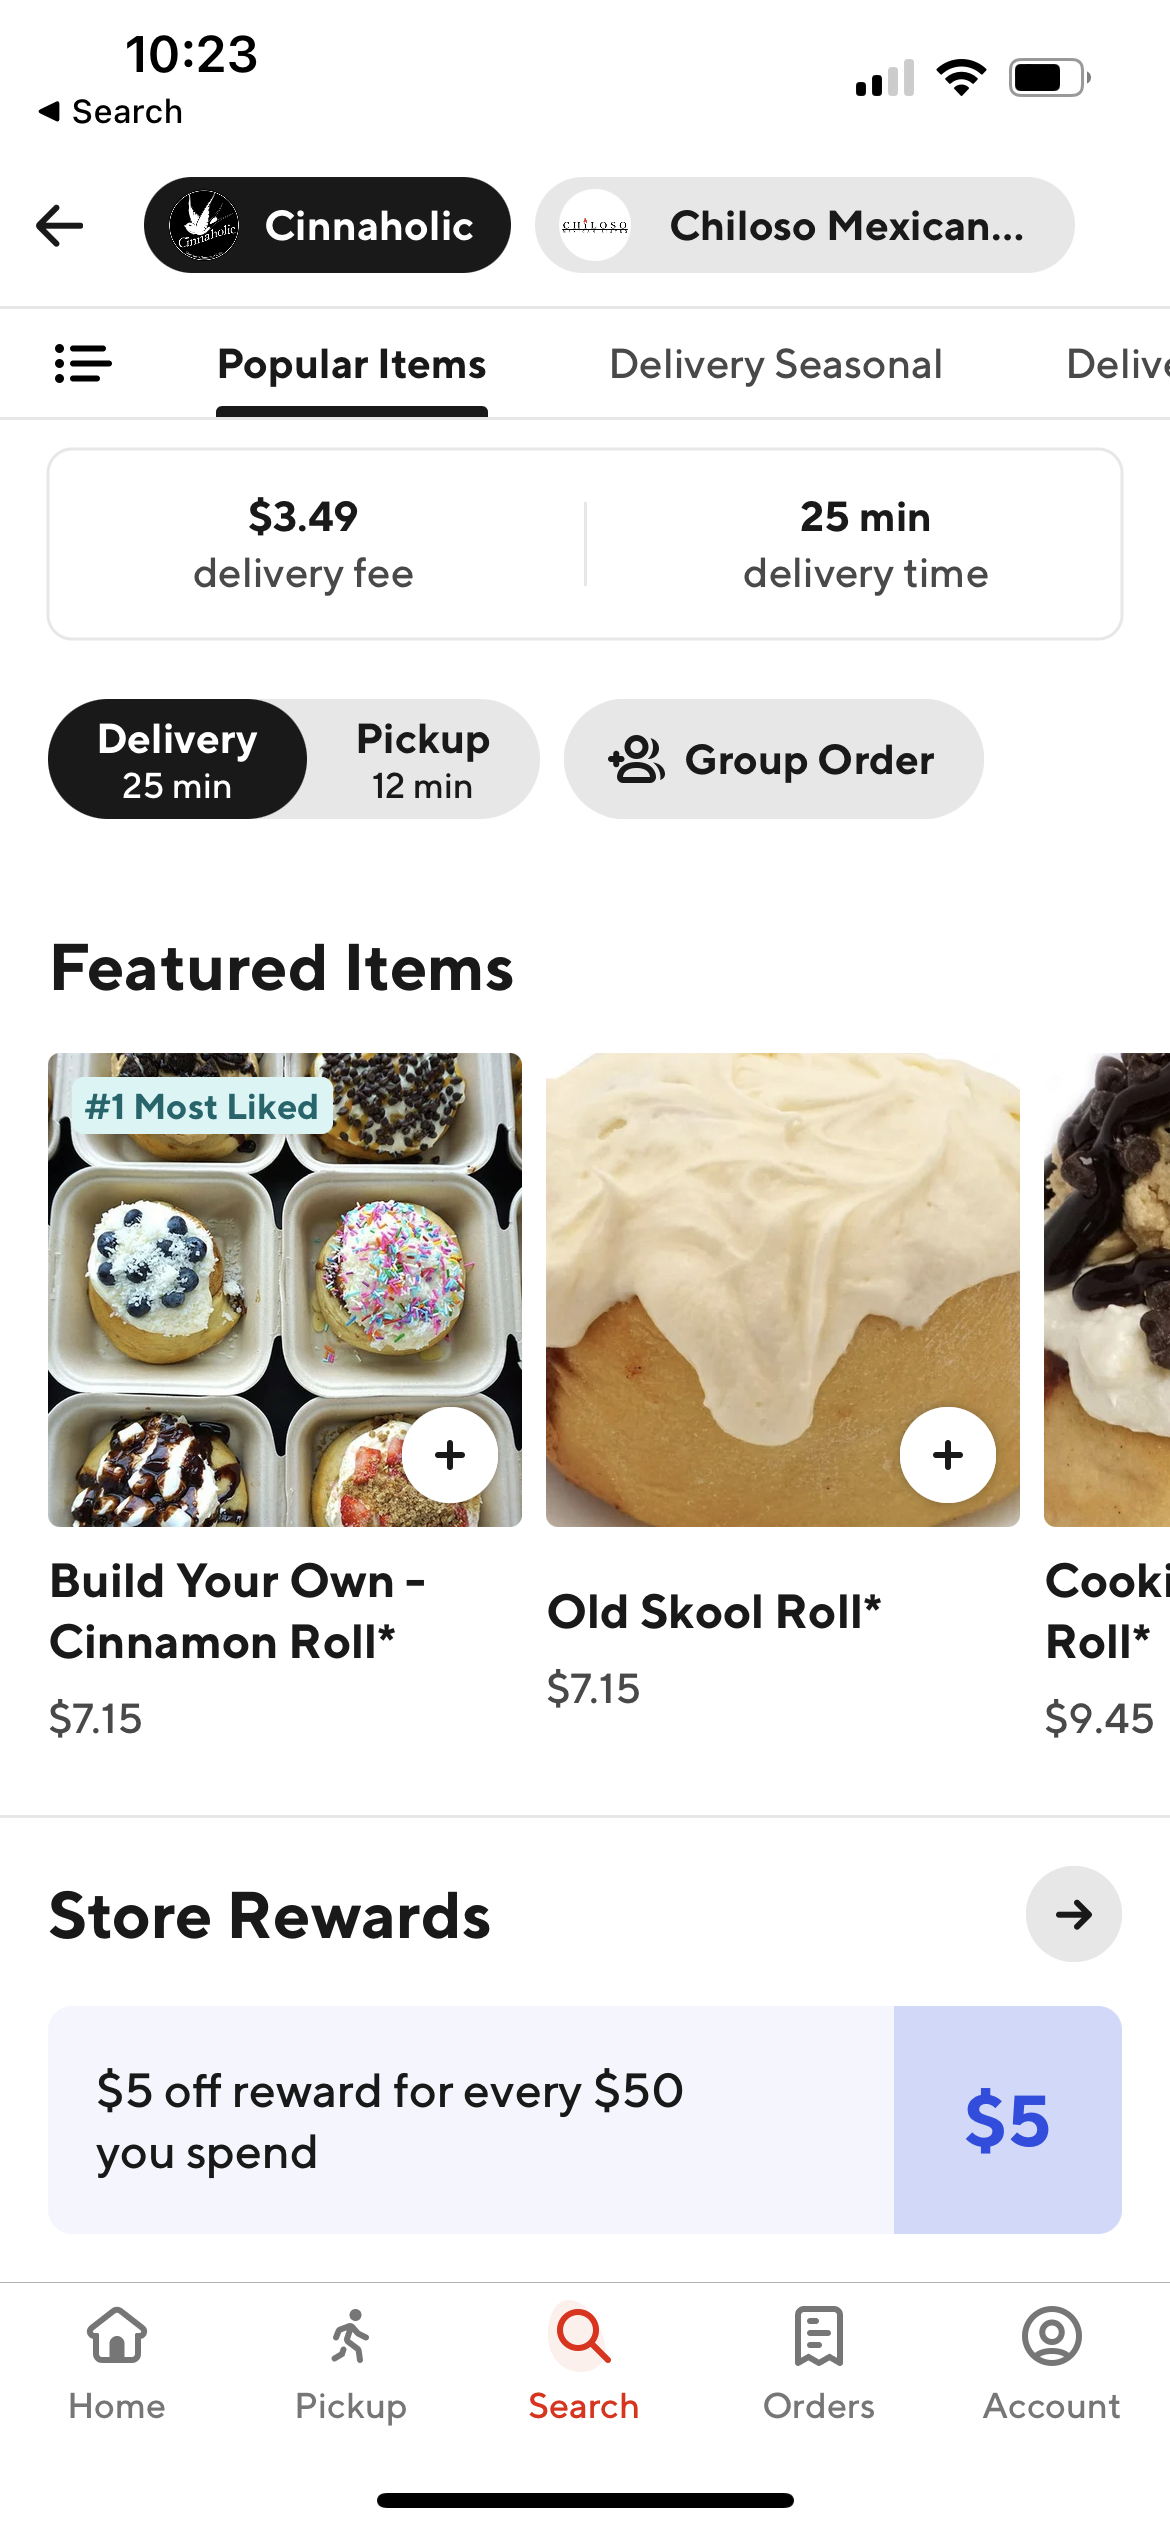 10:23
◀ Search
Cinnaholic
Cinnaholic
CHILOSO
Chiloso Mexican...
Popular Items
Delivery Seasonal
Delive
$3.49
delivery fee
25 min
delivery time
Delivery
25 min
Pickup
12 min
Group Order
Featured Items
#1 Most Liked
Build Your Own -
Cinnamon Roll*
$7.15
Old Skool Roll*
$7.15
Cooki
Roll*
$9.45
Store Rewards
$5 off reward for every $50
you spend
$5
Home
Pickup
Search
Orders
Account